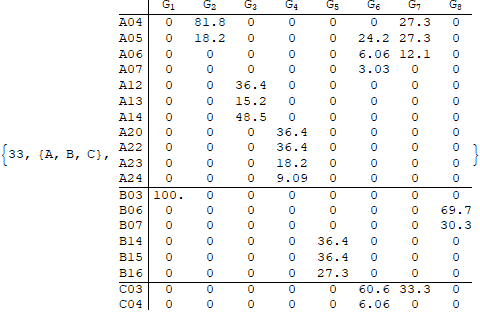 G₁ G₂ G₃ G₄ G₅ G₆ G₇ G₈
A04 0 81.8 0 0 0 0 27.3 0
A05 0 18.2 0 0 0 24.2 27.3 0
A06 0 0 0 0 0 6.06 12.1 0
A07 0 0 0 0 0 3.03 0 0
A12 0 0 36.4 0 0 0 0 0
A13 0 0 15.2 0 0 0 0 0
A14 0 0 48.5 0 0 0 0 0
A20 0 0 0 36.4 0 0 0 0
A22 0 0 0 36.4 0 0 0 0
{33, {A, B, C}, A23 0 0 0 18.2 0 0 0 0 }
A24 0 0 0 9.09 0 0 0 0
B03 100. 0 0 0 0 0 0 0
B06 0 0 0 0 0 0 0 69.7
B07 0 0 0 0 0 0 0 30.3
B14 0 0 0 0 36.4 0 0 0
B15 0 0 0 0 36.4 0 0 0
B16 0 0 0 0 27.3 0 0 0
C03 0 0 0 0 0 60.6 33.3 0
C04 0 0 0 0 0 6.06 0 0